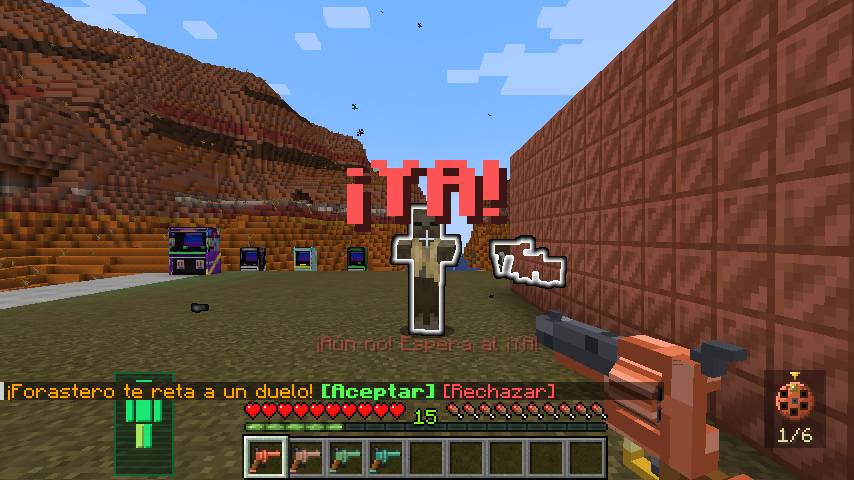 ¡YA!
¡Aún no! Espera al ¡YA!
¡Forastero te reta a un duelo! [Aceptar] [Rechazar]
15
1/6